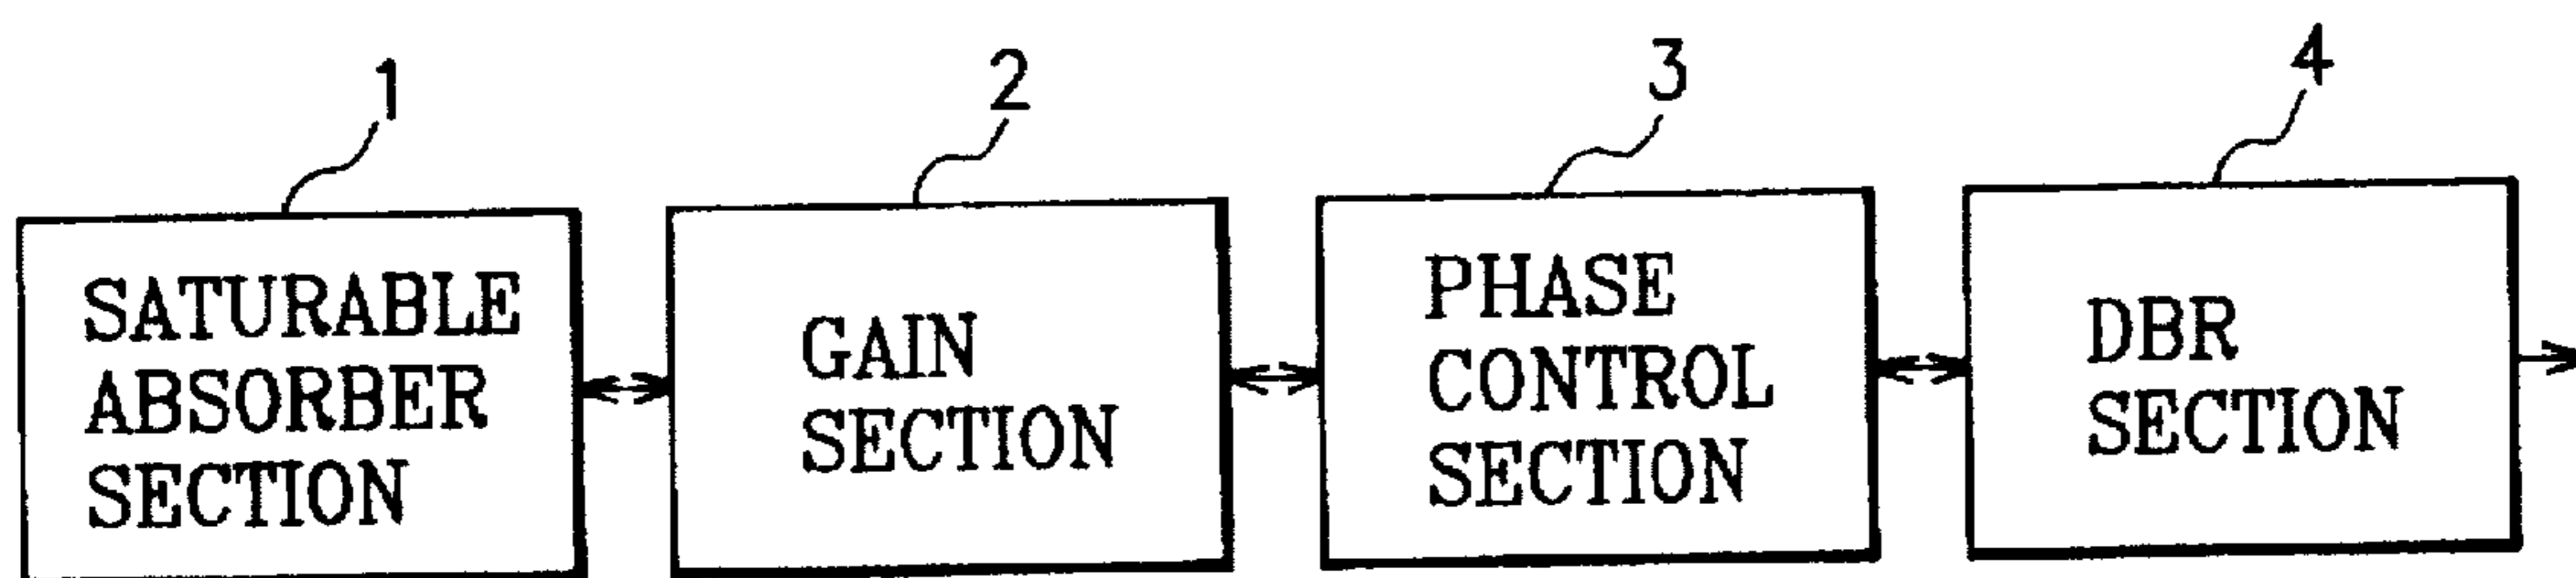 1
2
3
4
SATURABLE
ABSORBER
SECTION
GAIN
SECTION
PHASE
CONTROL
SECTION
DBR
SECTION